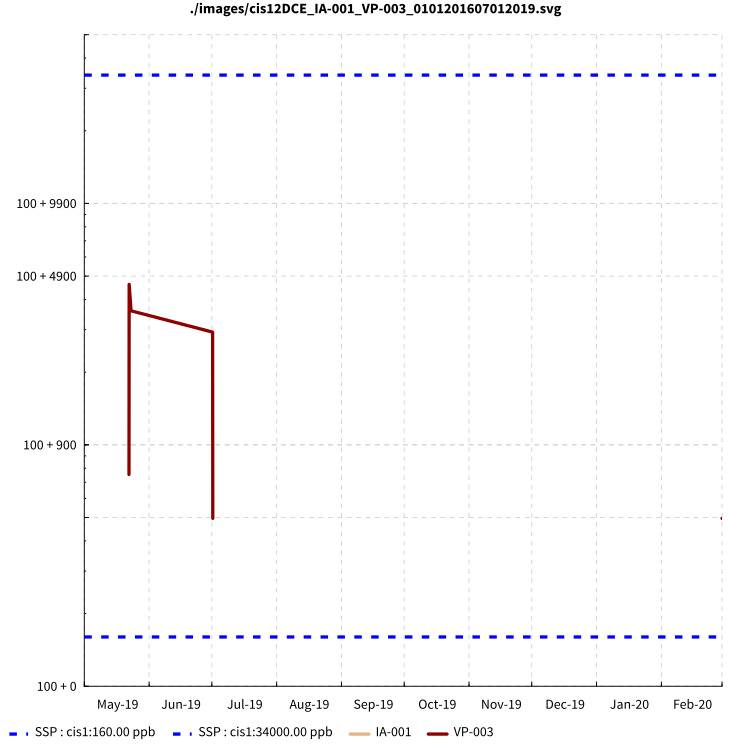 ./images/cis12DCE_IA-001_VP-003_0101201607012019.svg
100 + 9900
100 + 4900
100 + 900
100 + 0
May-19 Jun-19 Jul-19 Aug-19 Sep-19 Oct-19 Nov-19 Dec-19 Jan-20 Feb-20
SSP : cis1:160.00 ppb SSP : cis1:34000.00 ppb IA-001 VP-003